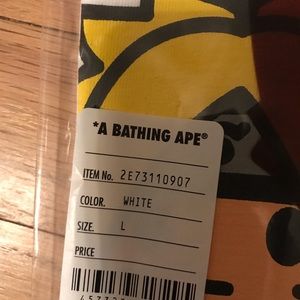 *A BATHING APE®
ITEM No. 2E73110907
COLOR. WHITE
SIZE. L
PRICE